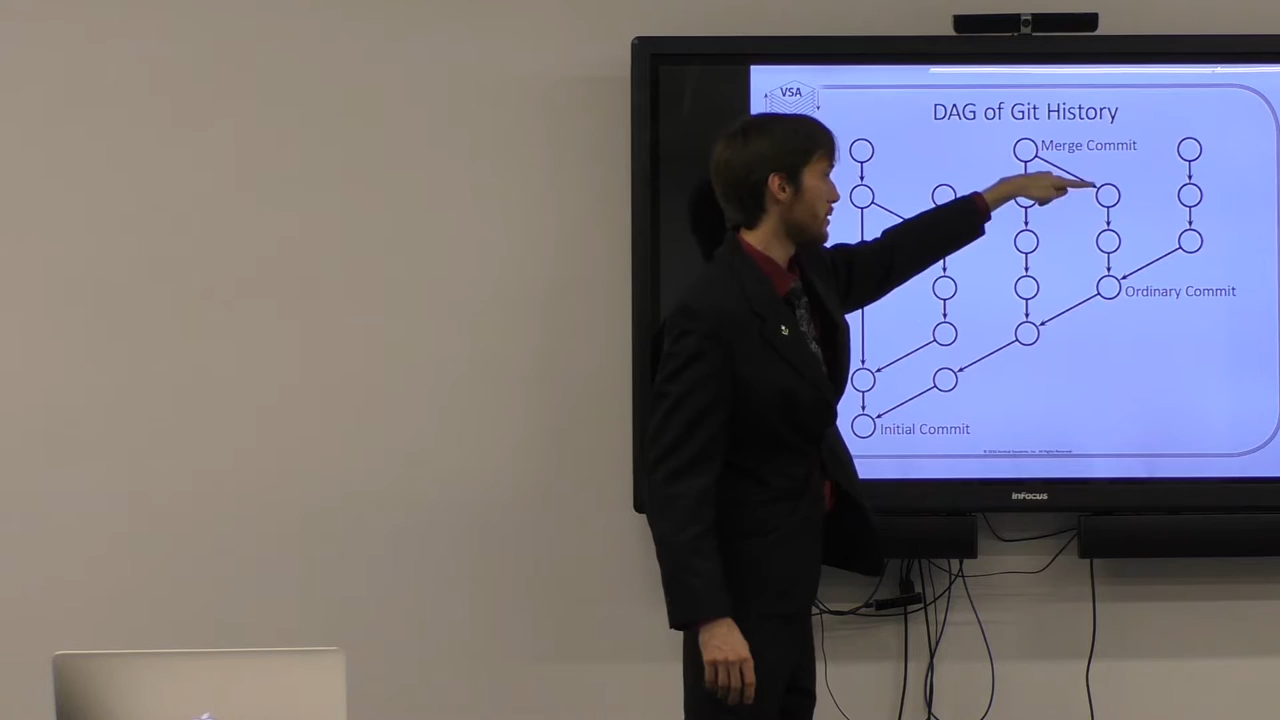 VSA
DAG of Git History
Merge Commit
Ordinary Commit
Initial Commit
InFocus